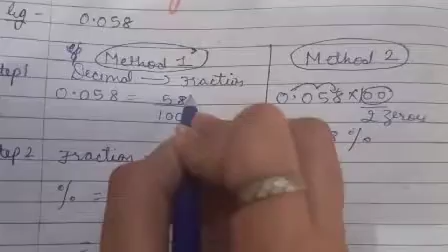 0.058
Method 1
Method 2
Step 1 Decimal → Fraction
0.058 = 58
100
0.058 × 100
2 zeros
%
Step 2 Fraction
% =
=